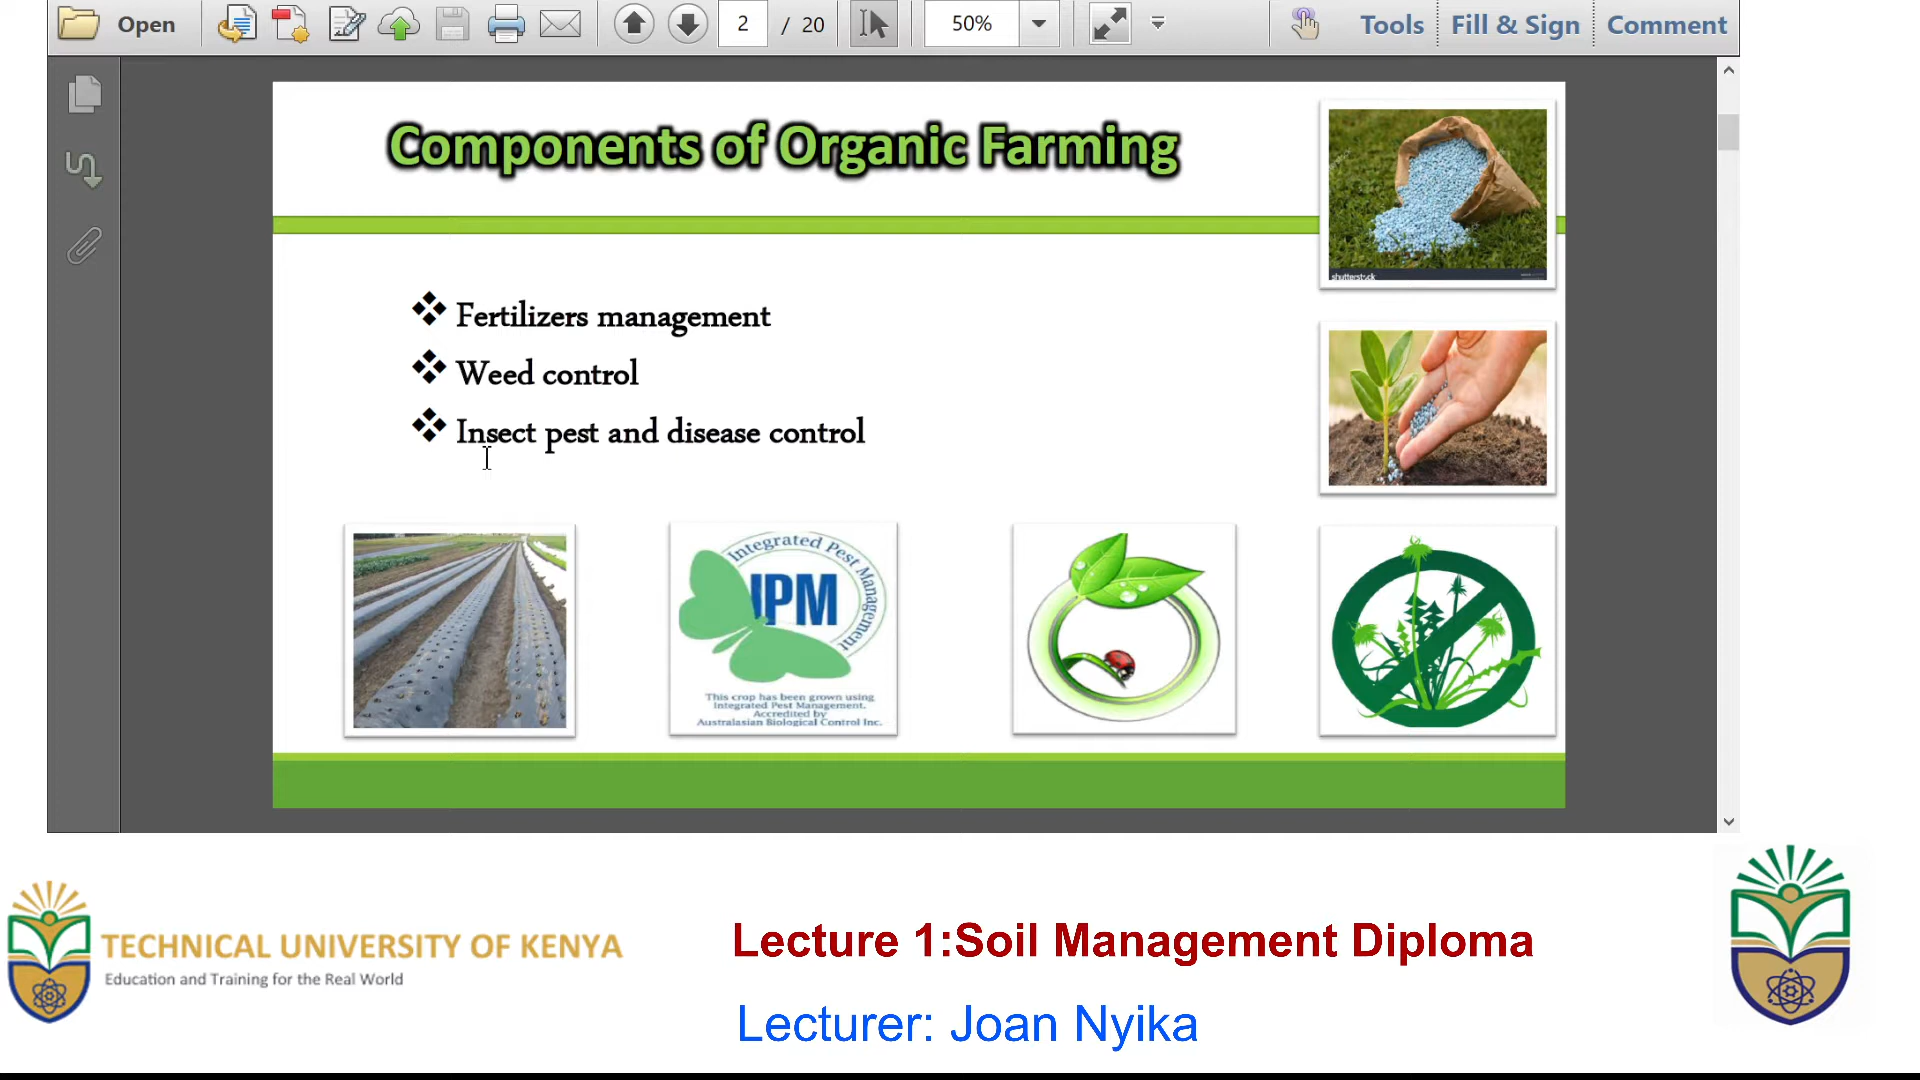 Open
2 / 20
50%
Tools
Fill & Sign
Comment
Components of Organic Farming
shutterstock
Fertilizers management
Weed control
Insect pest and disease control
Integrated Pest Management
IPM
This crop has been grown using
Integrated Pest Management.
Accredited by
Australasian Biological Control Inc.
TECHNICAL UNIVERSITY OF KENYA
Education and Training for the Real World
Lecture 1:Soil Management Diploma
Lecturer: Joan Nyika